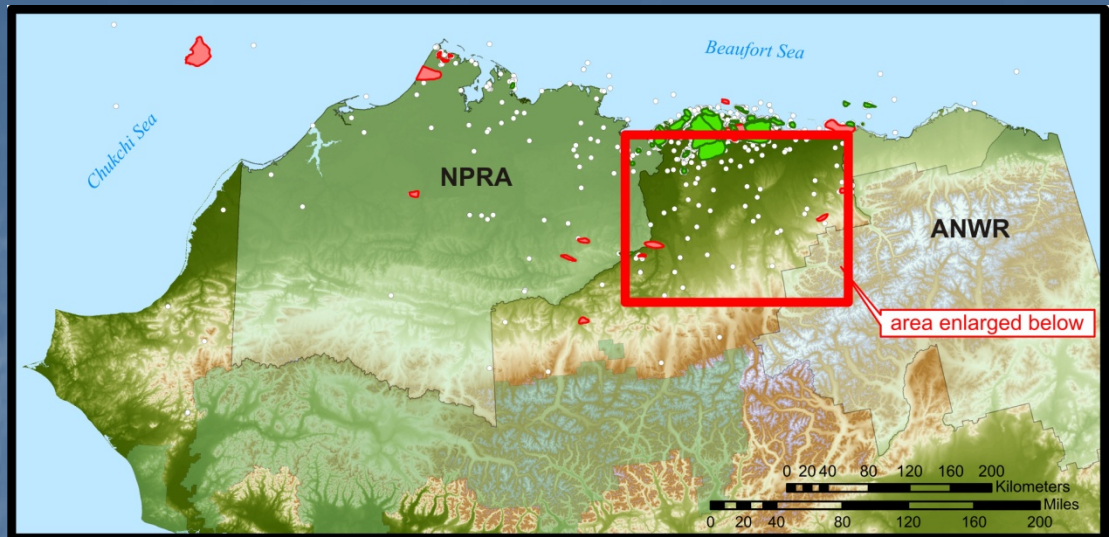 Beaufort Sea
Chukchi Sea
NPRA
ANWR
area enlarged below
0 20 40 80 120 160 200
Kilometers
Miles
0 40 80 120 160 200